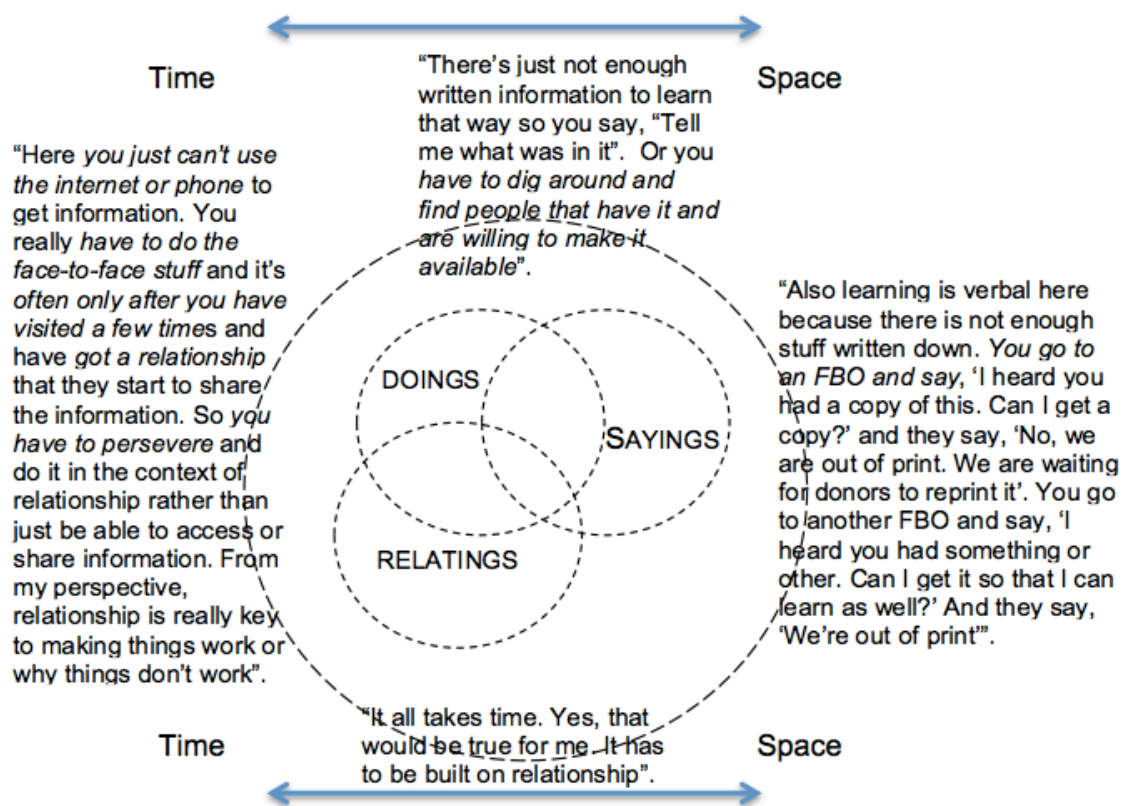 Time
Space
“There’s just not enough
written information to learn
that way so you say, “Tell
me what was in it”.  Or you
have to dig around and
find people that have it and
are willing to make it
available”.
“Here you just can’t use
the internet or phone to
get information. You
really have to do the
face-to-face stuff and it’s
often only after you have
visited a few times and
have got a relationship
that they start to share
the information. So you
have to persevere and
do it in the context of
relationship rather than
just be able to access or
share information. From
my perspective,
relationship is really key
to making things work or
why things don’t work”.
DOINGS
SAYINGS
RELATINGS
“Also learning is verbal here
because there is not enough
stuff written down. You go to
an FBO and say, ‘I heard you
had a copy of this. Can I get a
copy?’ and they say, ‘No, we
are out of print. We are waiting
for donors to reprint it’. You go
to another FBO and say, ‘I
heard you had something or
other. Can I get it so that I can
learn as well?’ And they say,
‘We’re out of print’”.
“It all takes time. Yes, that
would be true for me. It has
to be built on relationship”.
Time
Space